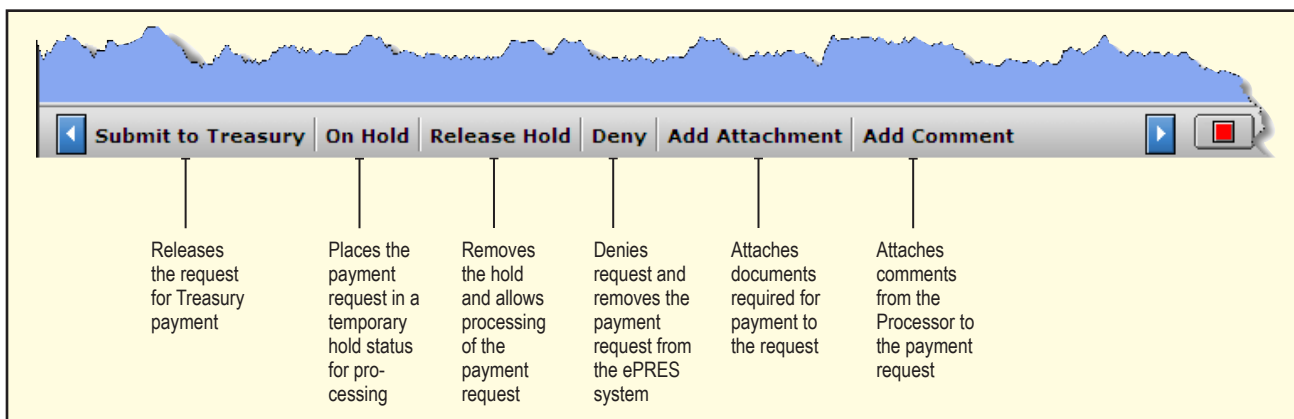 Submit to Treasury On Hold Release Hold Deny Add Attachment Add Comment
Releases
the request
for Treasury
payment
Places the
payment
request in a
temporary
hold status
for pro-
cessing
Removes
the hold
and allows
processing
of the
payment
request
Denies
request and
removes the
payment
request from
the ePRES
system
Attaches
documents
required for
payment to
the request
Attaches
comments
from the
Processor to
the payment
request